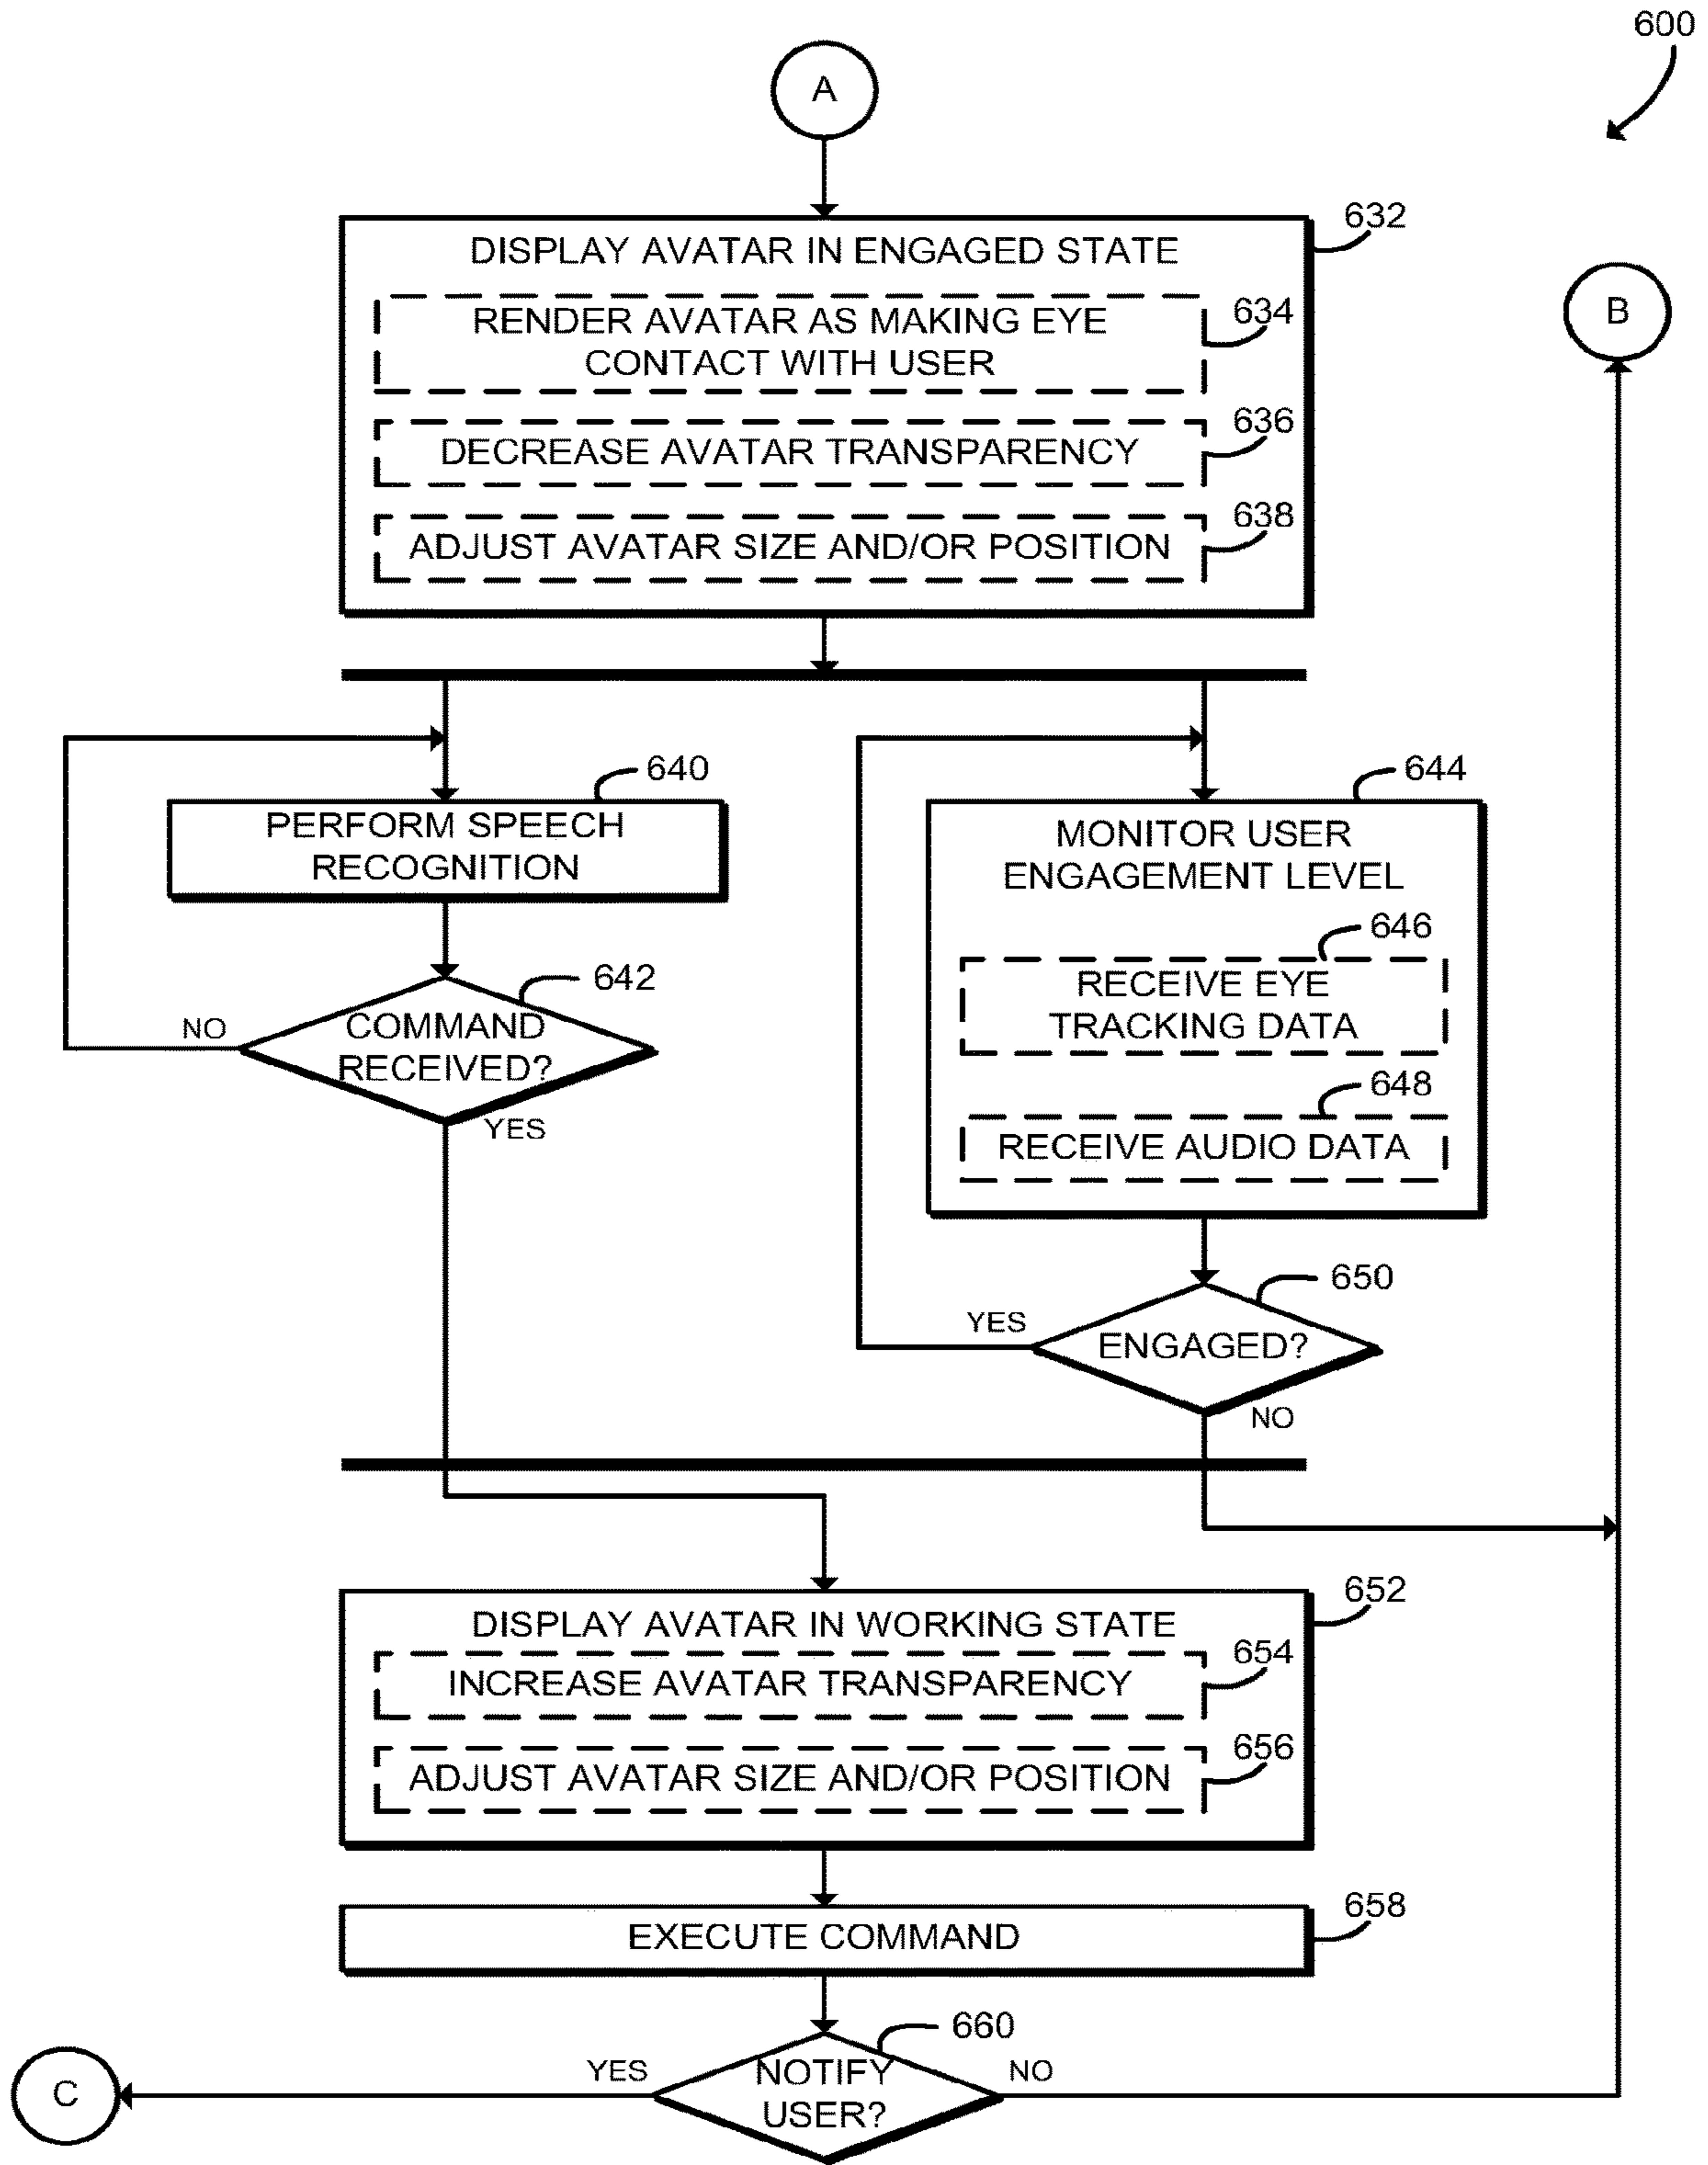 600
A
632
DISPLAY AVATAR IN ENGAGED STATE
634
RENDER AVATAR AS MAKING EYE
CONTACT WITH USER
B
636
DECREASE AVATAR TRANSPARENCY
638
ADJUST AVATAR SIZE AND/OR POSITION
640
PERFORM SPEECH
RECOGNITION
642
COMMAND
RECEIVED?
NO
YES
644
MONITOR USER
ENGAGEMENT LEVEL
646
RECEIVE EYE
TRACKING DATA
648
RECEIVE AUDIO DATA
650
ENGAGED?
YES
NO
652
DISPLAY AVATAR IN WORKING STATE
654
INCREASE AVATAR TRANSPARENCY
656
ADJUST AVATAR SIZE AND/OR POSITION
658
EXECUTE COMMAND
660
NOTIFY
USER?
YES
NO
C